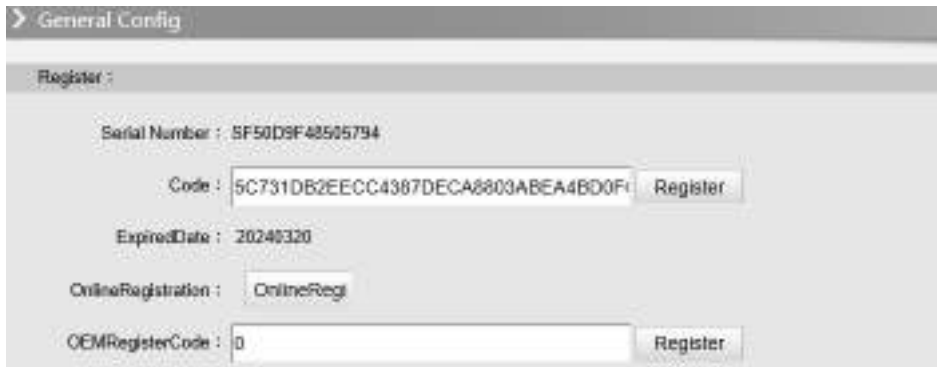 General Config
Register :
Serial Number : SF50D9F48505794
Code : 5C731DB2EECC4387DECA8803ABEA4BD0F Register
ExpiredDate : 20240320
OnlineRegistration : OnlineRegi
OEMRegisterCode : 0 Register